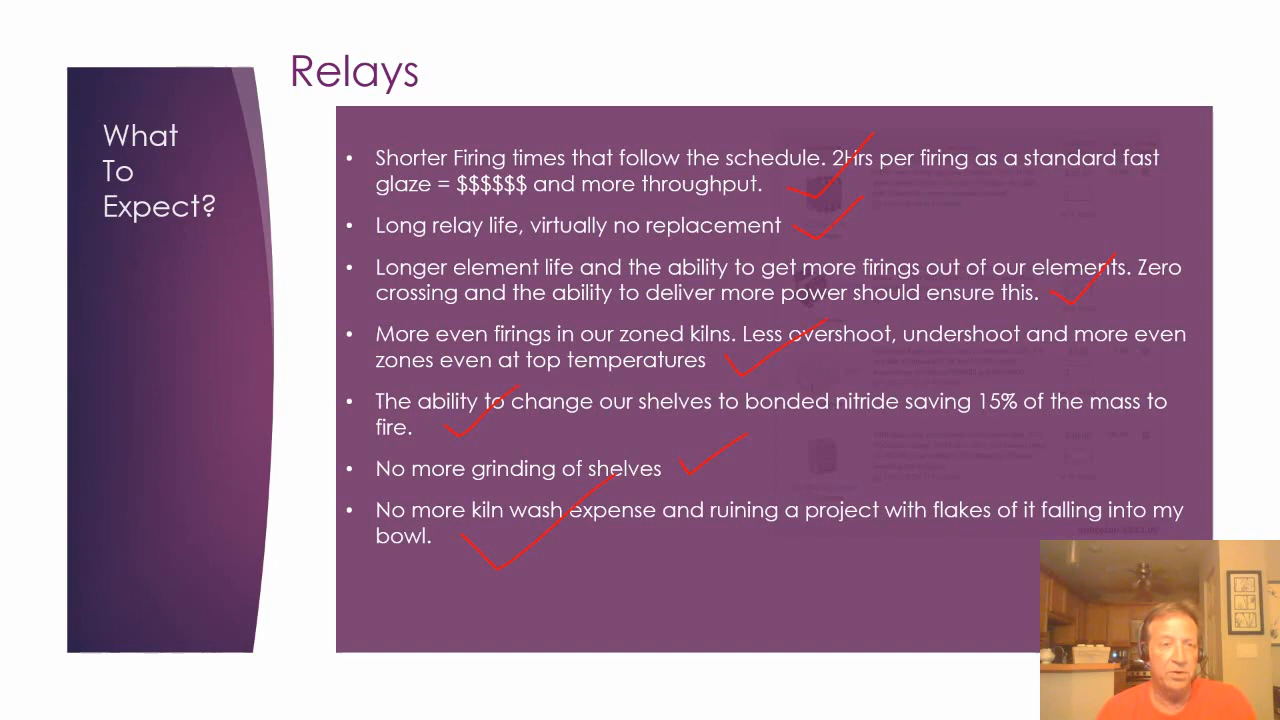 Relays
What
To
Expect?
• Shorter Firing times that follow the schedule. 2Hrs per firing as a standard fast
glaze = $$$$$$ and more throughput.
• Long relay life, virtually no replacement
• Longer element life and the ability to get more firings out of our elements. Zero
crossing and the ability to deliver more power should ensure this.
• More even firings in our zoned kilns. Less overshoot, undershoot and more even
zones even at top temperatures
• The ability to change our shelves to bonded nitride saving 15% of the mass to
fire.
• No more grinding of shelves
• No more kiln wash expense and ruining a project with flakes of it falling into my
bowl.